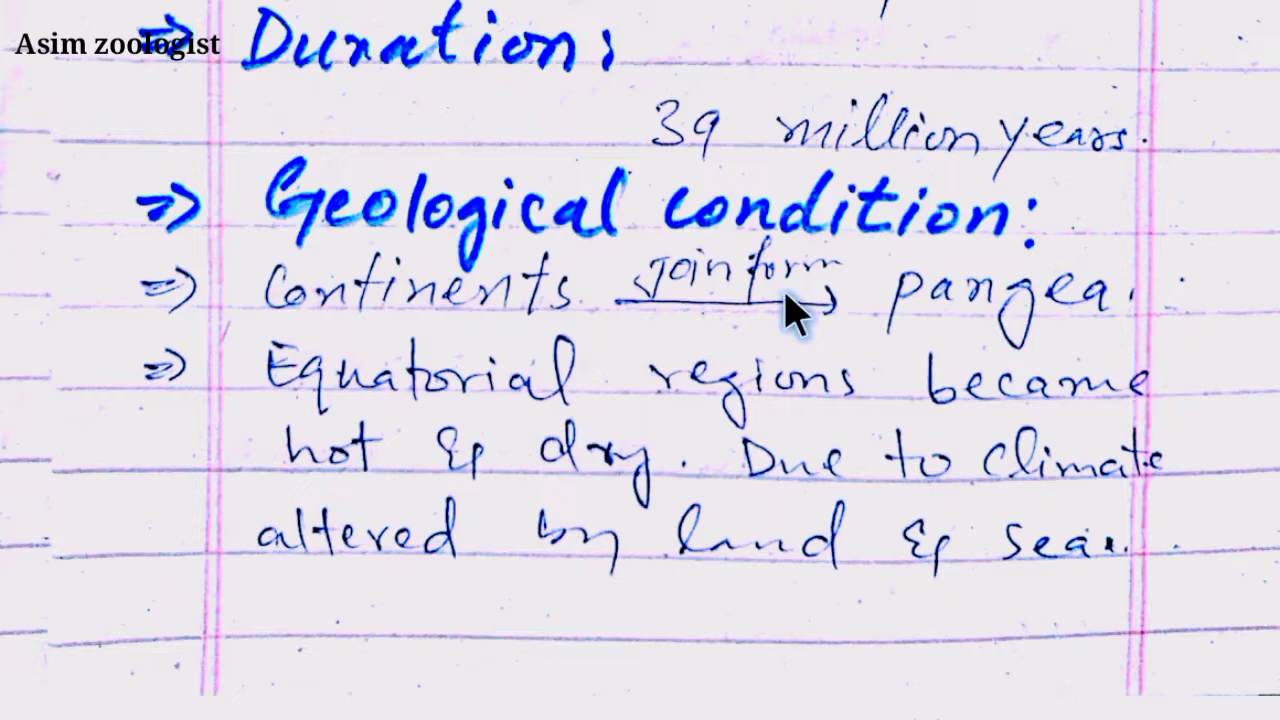 Asim zoologist
⇒ Duration:
39 million years.
⇒ Geological condition:
⇒ Continents Join form → pangea.
⇒ Equatorial regions became
hot & dry. Due to climate
altered by land & sea.